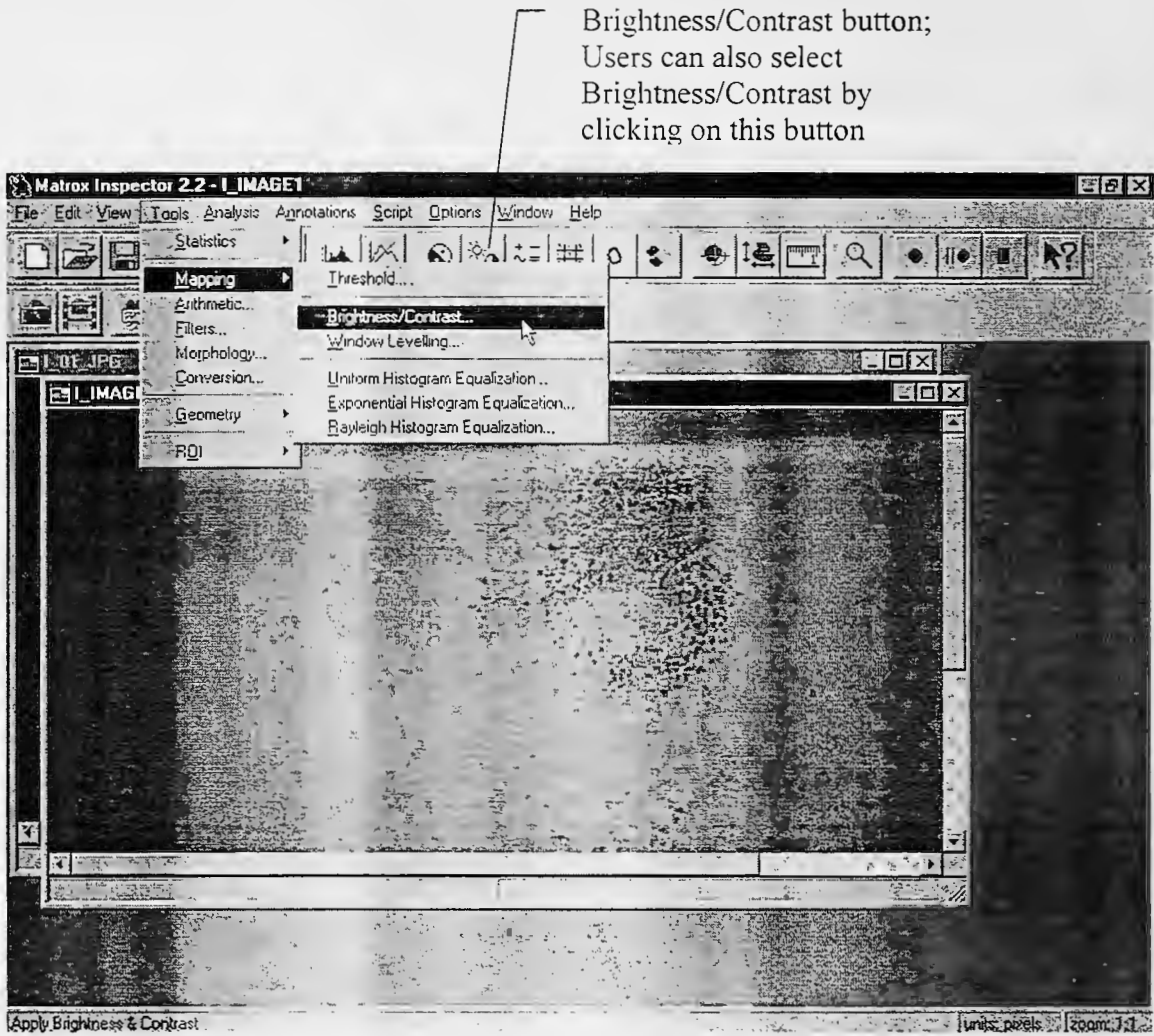 Brightness/Contrast button;
Users can also select
Brightness/Contrast by
clicking on this button
Matrox Inspector 2.2 - I_IMAGE1
File Edit View Tools Analysis Annotations Script Options Window Help
Statistics
Mapping
Arithmetic...
Filters...
Morphology...
Conversion...
Geometry
ROI
Threshold...
Brightness/Contrast...
Window Levelling...
Uniform Histogram Equalization...
Exponential Histogram Equalization...
Rayleigh Histogram Equalization...
I_01.JPG
I_IMAG
Apply Brightness & Contrast
units: pixels zoom: 1:1